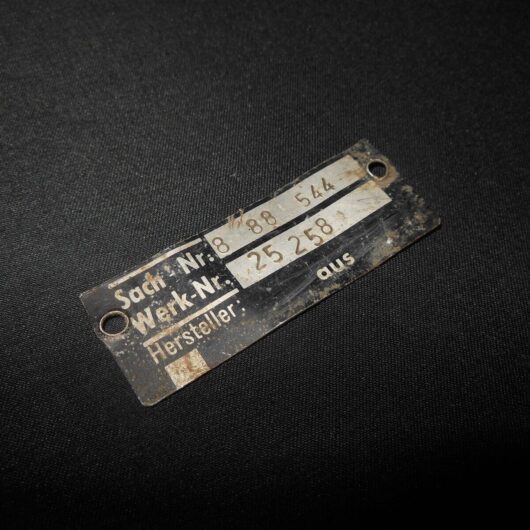 Sach-Nr: 8 88 544
Werk-Nr. 25 258
Hersteller: aus